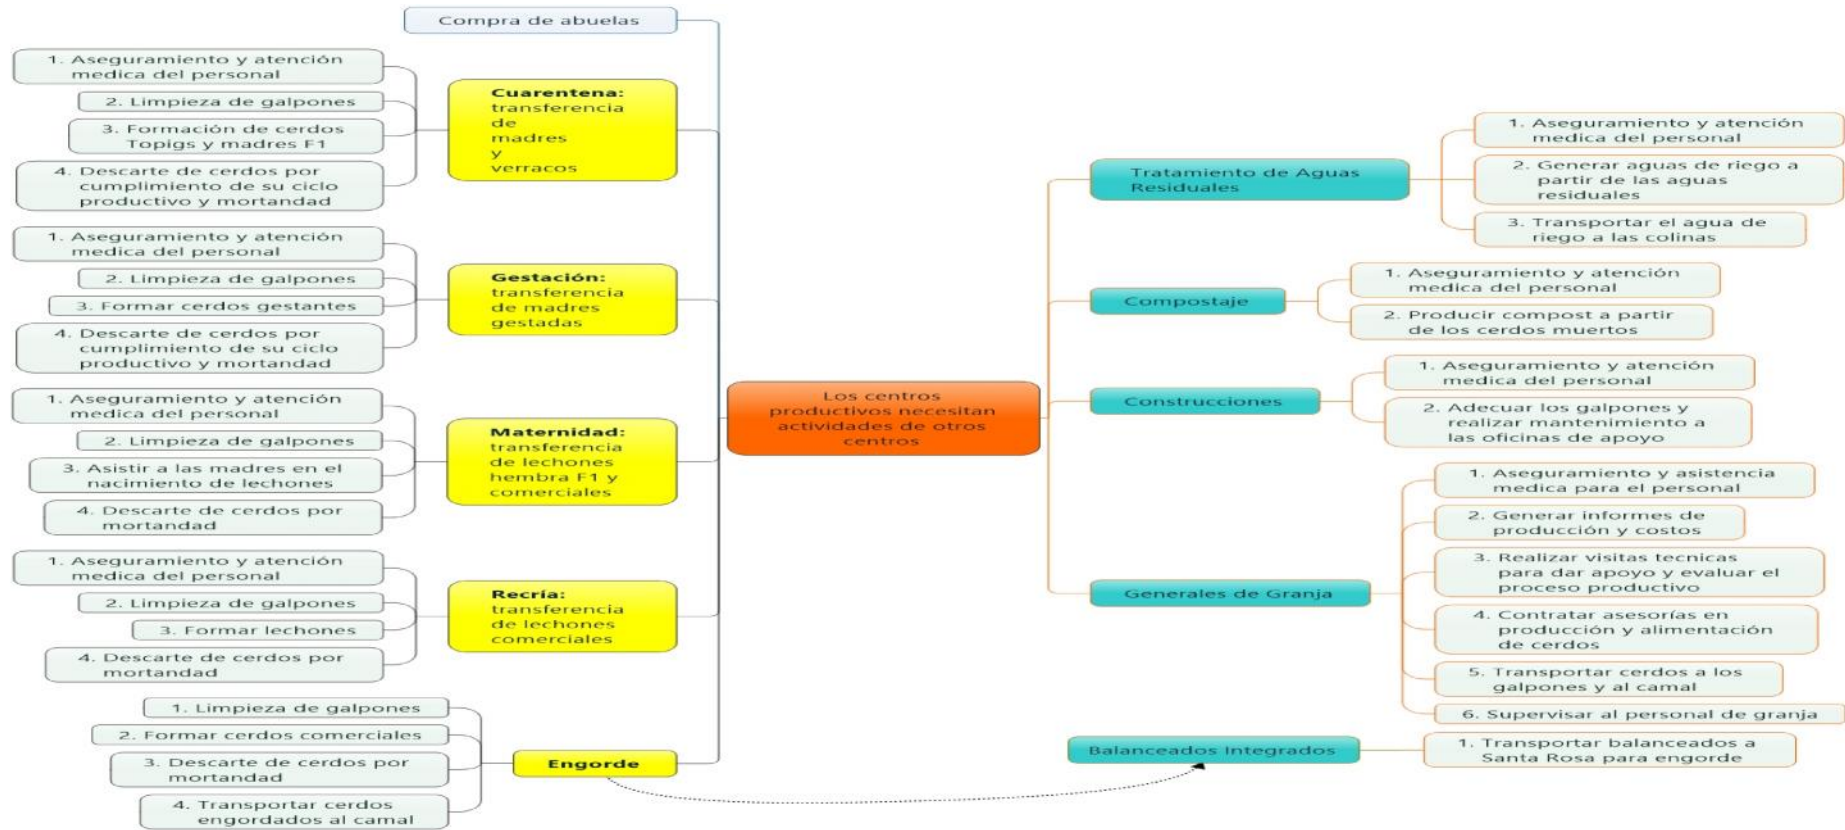 Compra de abuelas
Cuarentena:
transferencia
de
madres
y
verracos
1. Aseguramiento y atención
medica del personal
2. Limpieza de galpones
3. Formación de cerdos
Topigs y madres F1
4. Descarte de cerdos por
cumplimiento de su ciclo
productivo y mortandad
Gestación:
transferencia
de madres
gestadas
1. Aseguramiento y atención
medica del personal
2. Limpieza de galpones
3. Formar cerdos gestantes
4. Descarte de cerdos por
cumplimiento de su ciclo
productivo y mortandad
Maternidad:
transferencia
de lechones
hembra F1 y
comerciales
1. Aseguramiento y atención
medica del personal
2. Limpieza de galpones
3. Asistir a las madres en el
nacimiento de lechones
4. Descarte de cerdos por
mortandad
Recría:
transferencia
de lechones
comerciales
1. Aseguramiento y atención
medica del personal
2. Limpieza de galpones
3. Formar lechones
4. Descarte de cerdos por
mortandad
Engorde
1. Limpieza de galpones
2. Formar cerdos comerciales
3. Descarte de cerdos por
mortandad
4. Transportar cerdos
engordados al camal
Los centros
productivos necesitan
actividades de otros
centros
Tratamiento de Aguas
Residuales
1. Aseguramiento y atención
medica del personal
2. Generar aguas de riego a
partir de las aguas
residuales
3. Transportar el agua de
riego a las colinas
Compostaje
1. Aseguramiento y atención
medica del personal
2. Producir compost a partir
de los cerdos muertos
Construcciones
1. Aseguramiento y atención
medica del personal
2. Adecuar los galpones y
realizar mantenimiento a
las oficinas de apoyo
Generales de Granja
1. Aseguramiento y asistencia
medica para el personal
2. Generar informes de
producción y costos
3. Realizar visitas tecnicas
para dar apoyo y evaluar el
proceso productivo
4. Contratar asesorías en
producción y alimentación
de cerdos
5. Transportar cerdos a los
galpones y al camal
6. Supervisar al personal de granja
Balanceados Integrados
1. Transportar balanceados a
Santa Rosa para engorde